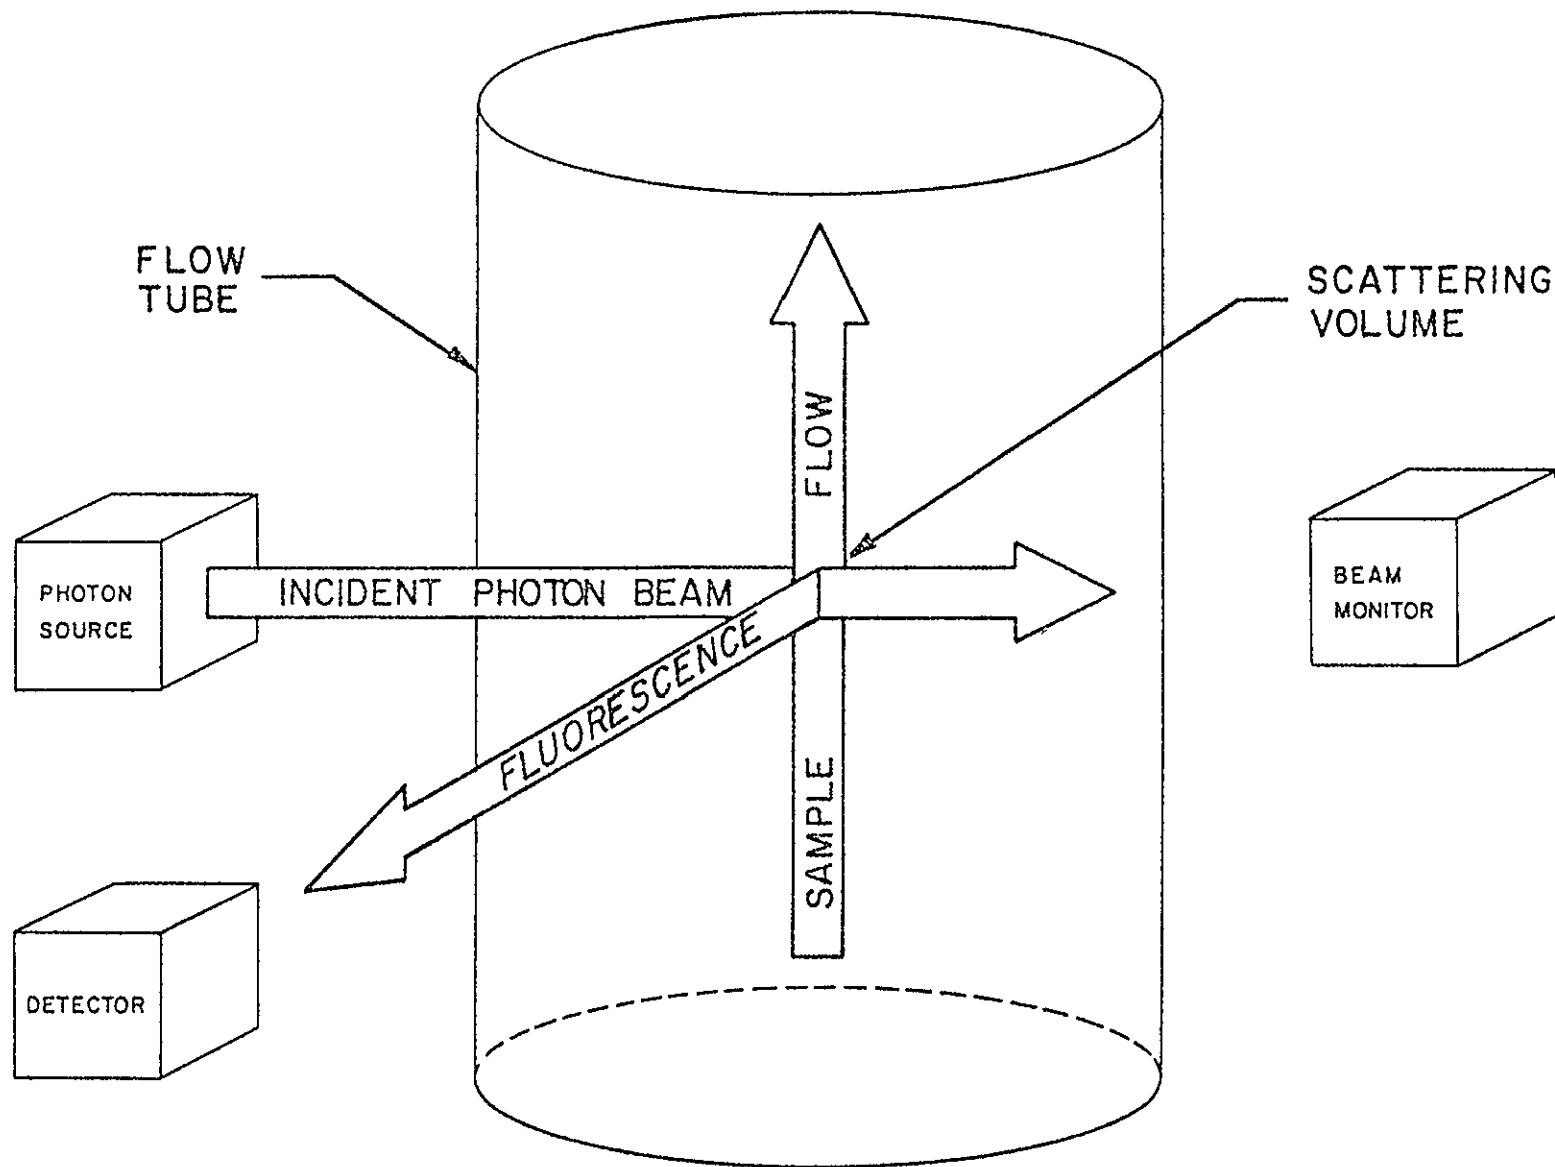 FLOW
TUBE
SCATTERING
VOLUME
FLOW
PHOTON
SOURCE
INCIDENT PHOTON BEAM
BEAM
MONITOR
FLUORESCENCE
SAMPLE
DETECTOR